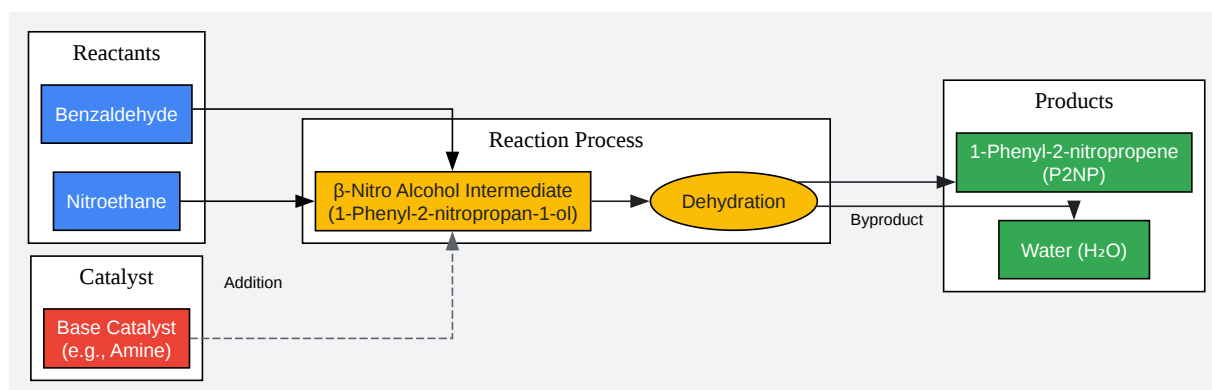 Reactants
Benzaldehyde
Nitroethane
Catalyst
Base Catalyst
(e.g., Amine)
Addition
Reaction Process
β-Nitro Alcohol Intermediate
(1-Phenyl-2-nitropropan-1-ol)
Dehydration
Byproduct
Products
1-Phenyl-2-nitropropene
(P2NP)
Water (H₂O)